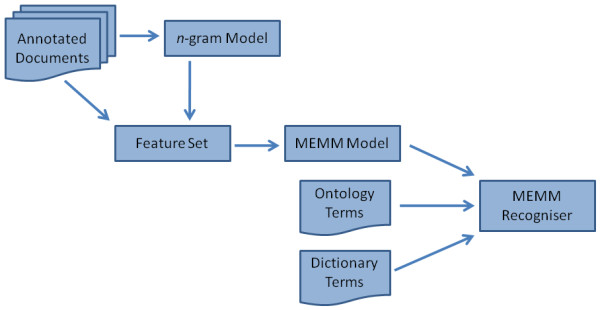 Annotated
Documents
n-gram Model
Feature Set
MEMM Model
Ontology
Terms
MEMM
Recogniser
Dictionary
Terms